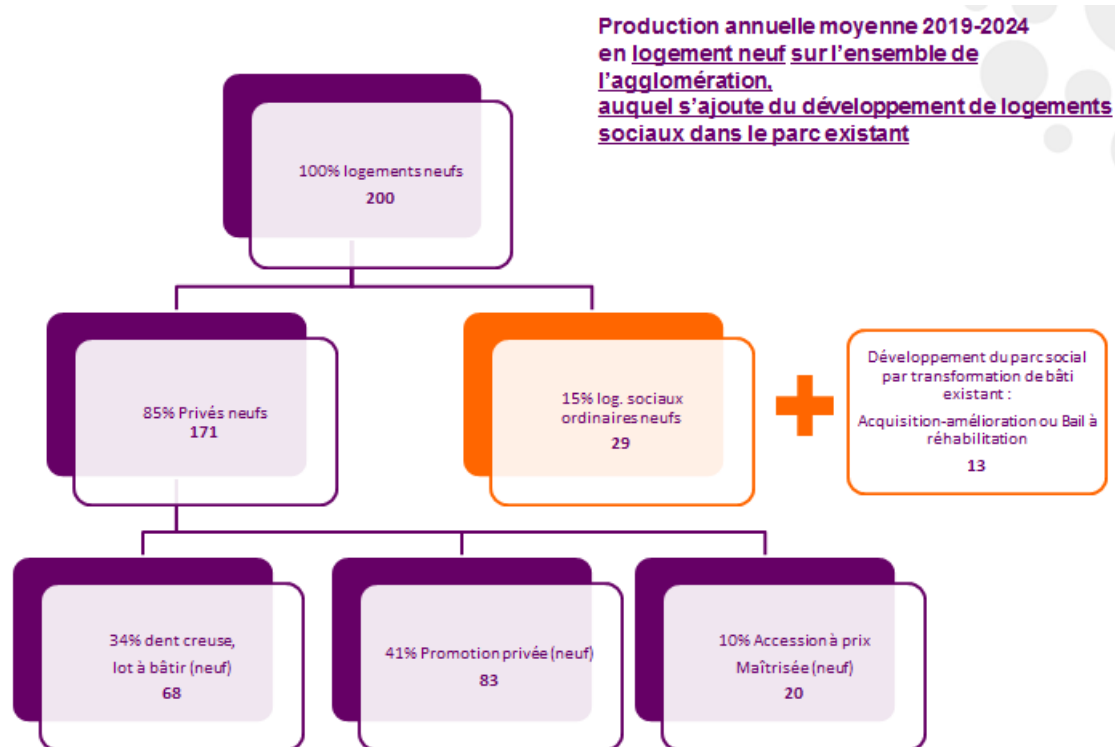 Production annuelle moyenne 2019-2024
en logement neuf sur l’ensemble de
l’agglomération,
auquel s’ajoute du développement de logements
sociaux dans le parc existant
100% logements neufs
200
85% Privés neufs
171
15% log. sociaux
ordinaires neufs
29
Développement du parc social
par transformation de bâti
existant :
Acquisition-amélioration ou Bail à
réhabilitation
13
34% dent creuse,
lot à bâtir (neuf)
68
41% Promotion privée (neuf)
83
10% Accession à prix
Maîtrisée (neuf)
20